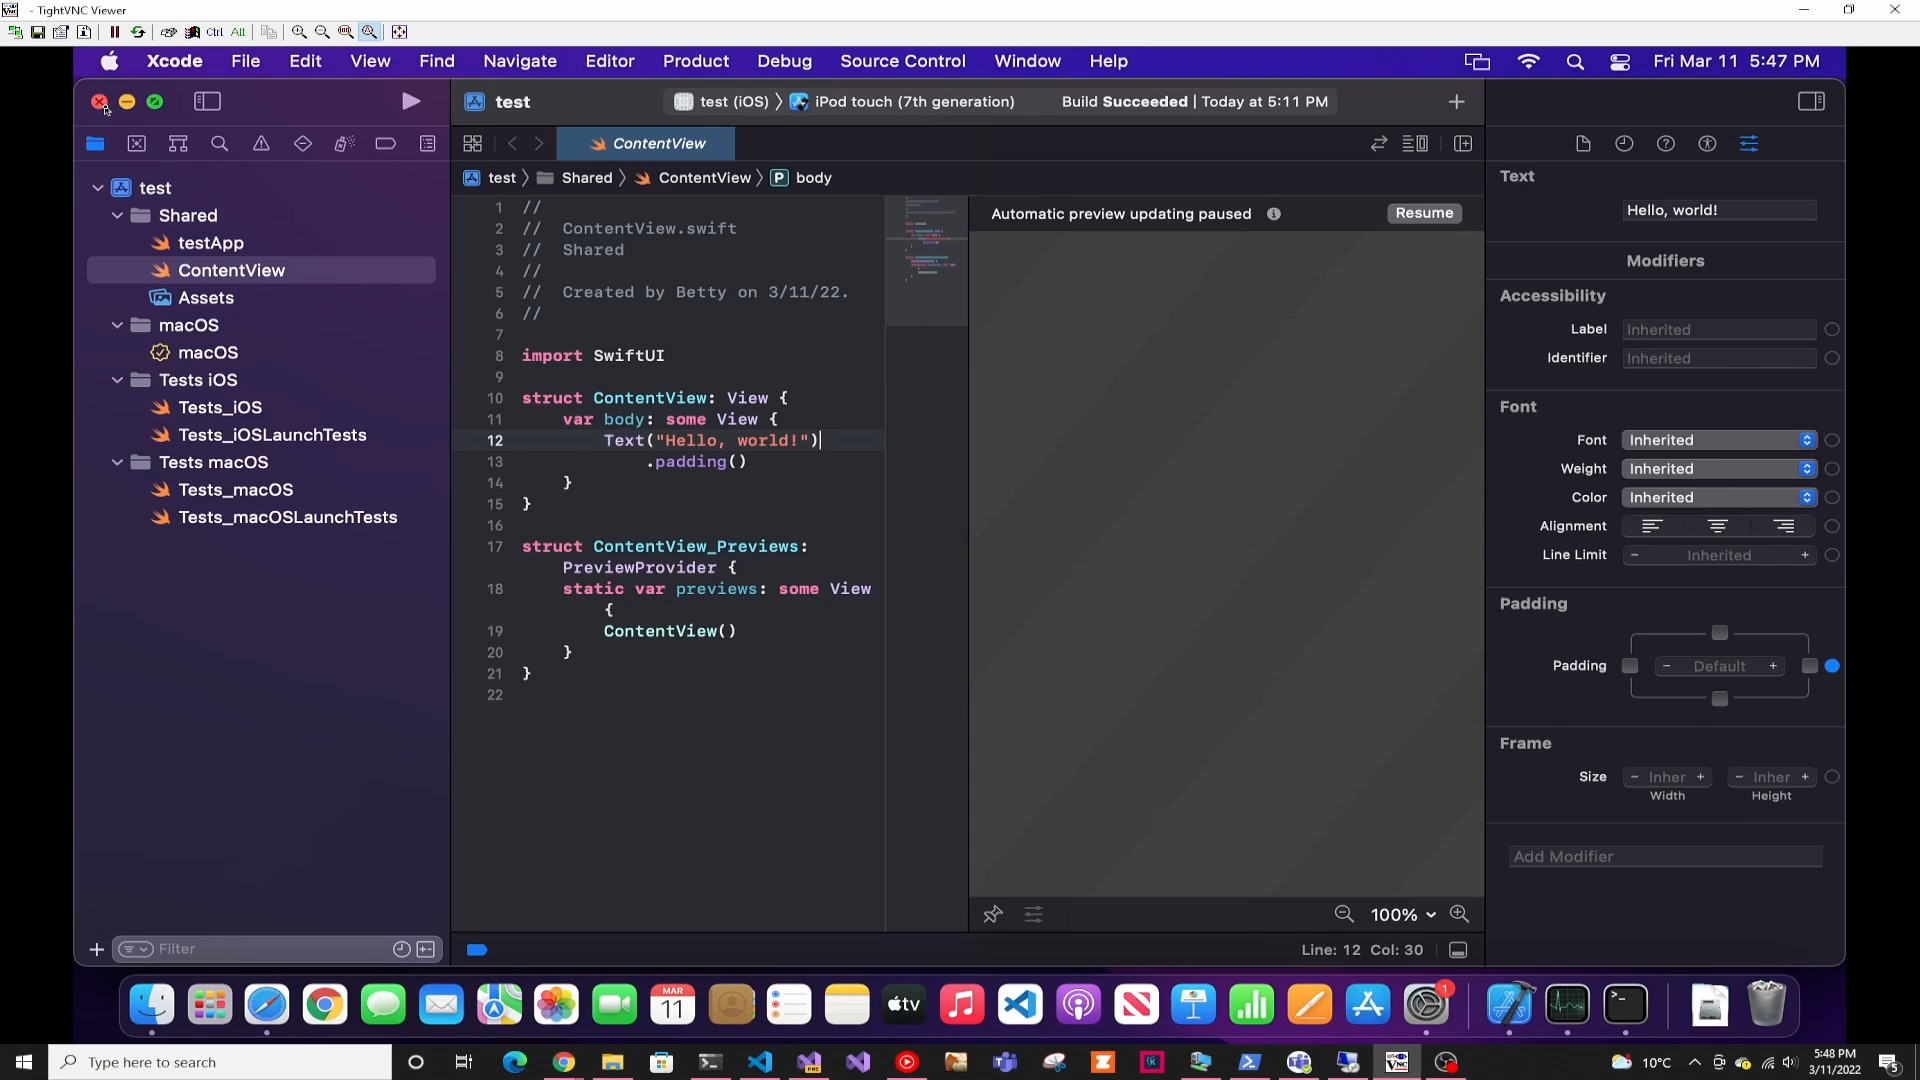 - TightVNC Viewer
Ctrl Alt
Xcode File Edit View Find Navigate Editor Product Debug Source Control Window Help
Fri Mar 11 5:47 PM
test
test (iOS) 〉 iPod touch (7th generation)
Build Succeeded | Today at 5:11 PM
ContentView
test 〉 Shared 〉 ContentView 〉 P body
test
Shared
testApp
ContentView
Assets
macOS
macOS
Tests iOS
Tests_iOS
Tests_iOSLaunchTests
Tests macOS
Tests_macOS
Tests_macOSLaunchTests
Filter
1 //
2 //  ContentView.swift
3 //  Shared
4 //
5 //  Created by Betty on 3/11/22.
6 //
7
8 import SwiftUI
9
10 struct ContentView: View {
11     var body: some View {
12         Text("Hello, world!")
13             .padding()
14     }
15 }
16
17 struct ContentView_Previews:
PreviewProvider {
18     static var previews: some View
{
19         ContentView()
20     }
21 }
22
Automatic preview updating paused
Resume
100%
Line: 12 Col: 30
Text
Hello, world!
Modifiers
Accessibility
Label Inherited
Identifier Inherited
Font
Font Inherited
Weight Inherited
Color Inherited
Alignment
Line Limit − Inherited +
Padding
Padding − Default +
Frame
Size − Inher + − Inher +
Width Height
Add Modifier
MAR
11
tv
1
Type here to search
PRE
10°C
5:48 PM
3/11/2022
5